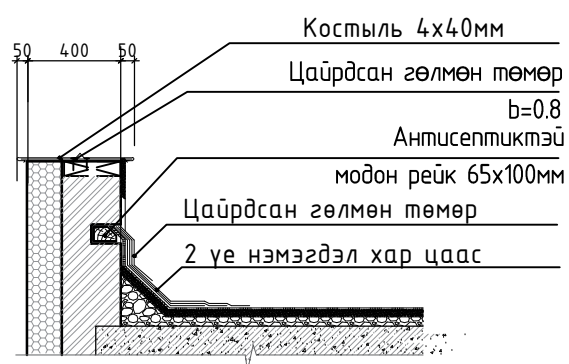 Костыль 4х40мм
50 400 50
Цайрдсан гөлмөн төмөр
b=0.8
Антисептиктэй
модон рейк 65х100мм
Цайрдсан гөлмөн төмөр
2 үе нэмэгдэл хар цаас